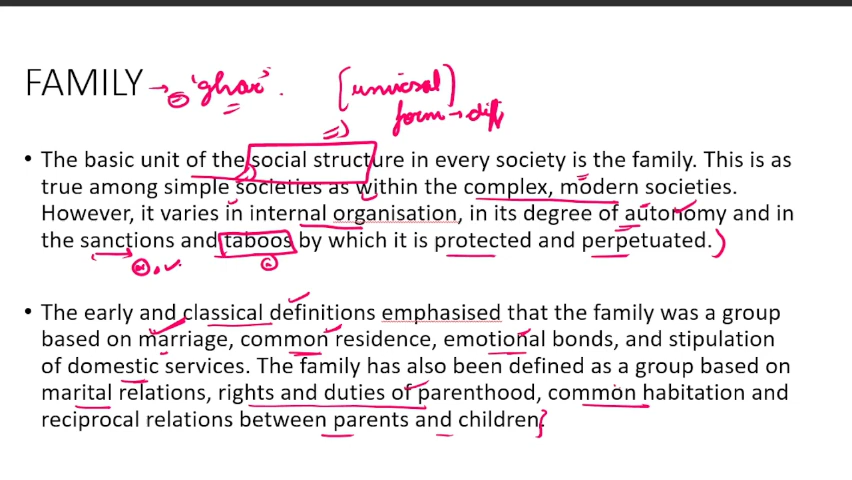 FAMILY → 'ghar'. [universal]
form → diff
• The basic unit of the social structure in every society is the family. This is as
true among simple societies as within the complex, modern societies.
However, it varies in internal organisation, in its degree of autonomy and in
the sanctions and taboos by which it is protected and perpetuated.
• The early and classical definitions emphasised that the family was a group
based on marriage, common residence, emotional bonds, and stipulation
of domestic services. The family has also been defined as a group based on
marital relations, rights and duties of parenthood, common habitation and
reciprocal relations between parents and children.